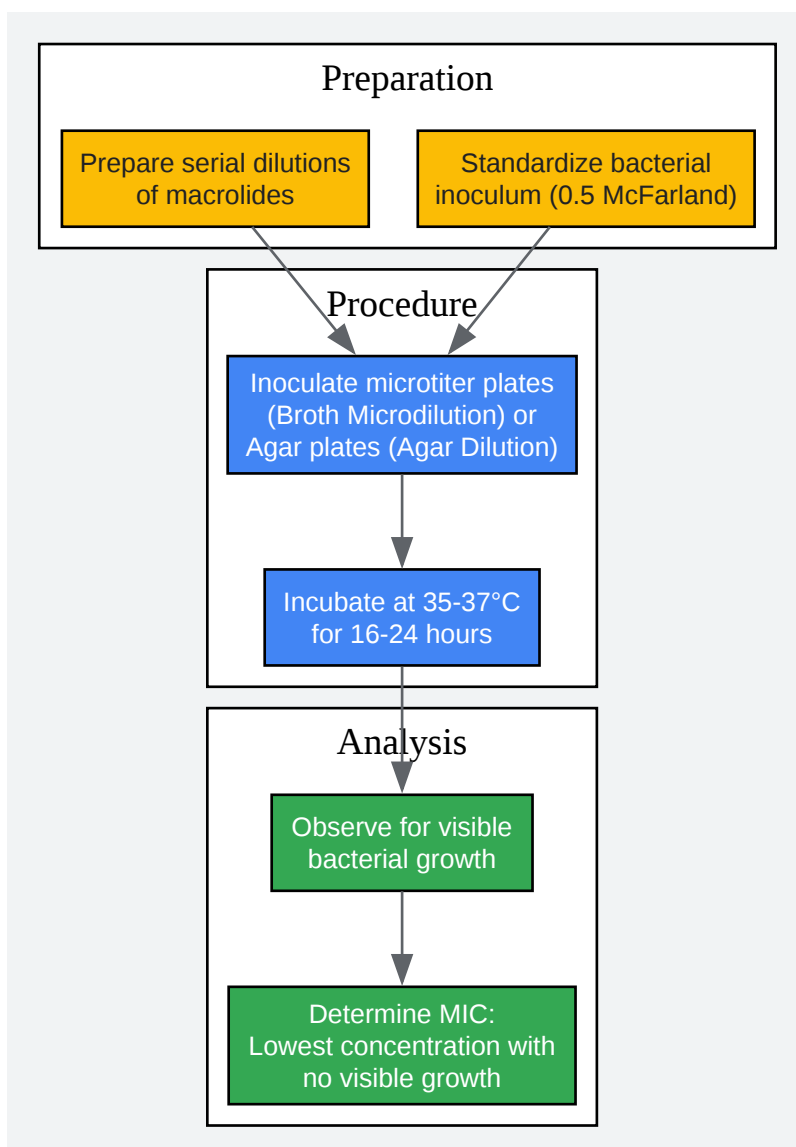 Preparation
Prepare serial dilutions
of macrolides
Standardize bacterial
inoculum (0.5 McFarland)
Procedure
Inoculate microtiter plates
(Broth Microdilution) or
Agar plates (Agar Dilution)
Incubate at 35-37°C
for 16-24 hours
Analysis
Observe for visible
bacterial growth
Determine MIC:
Lowest concentration with
no visible growth